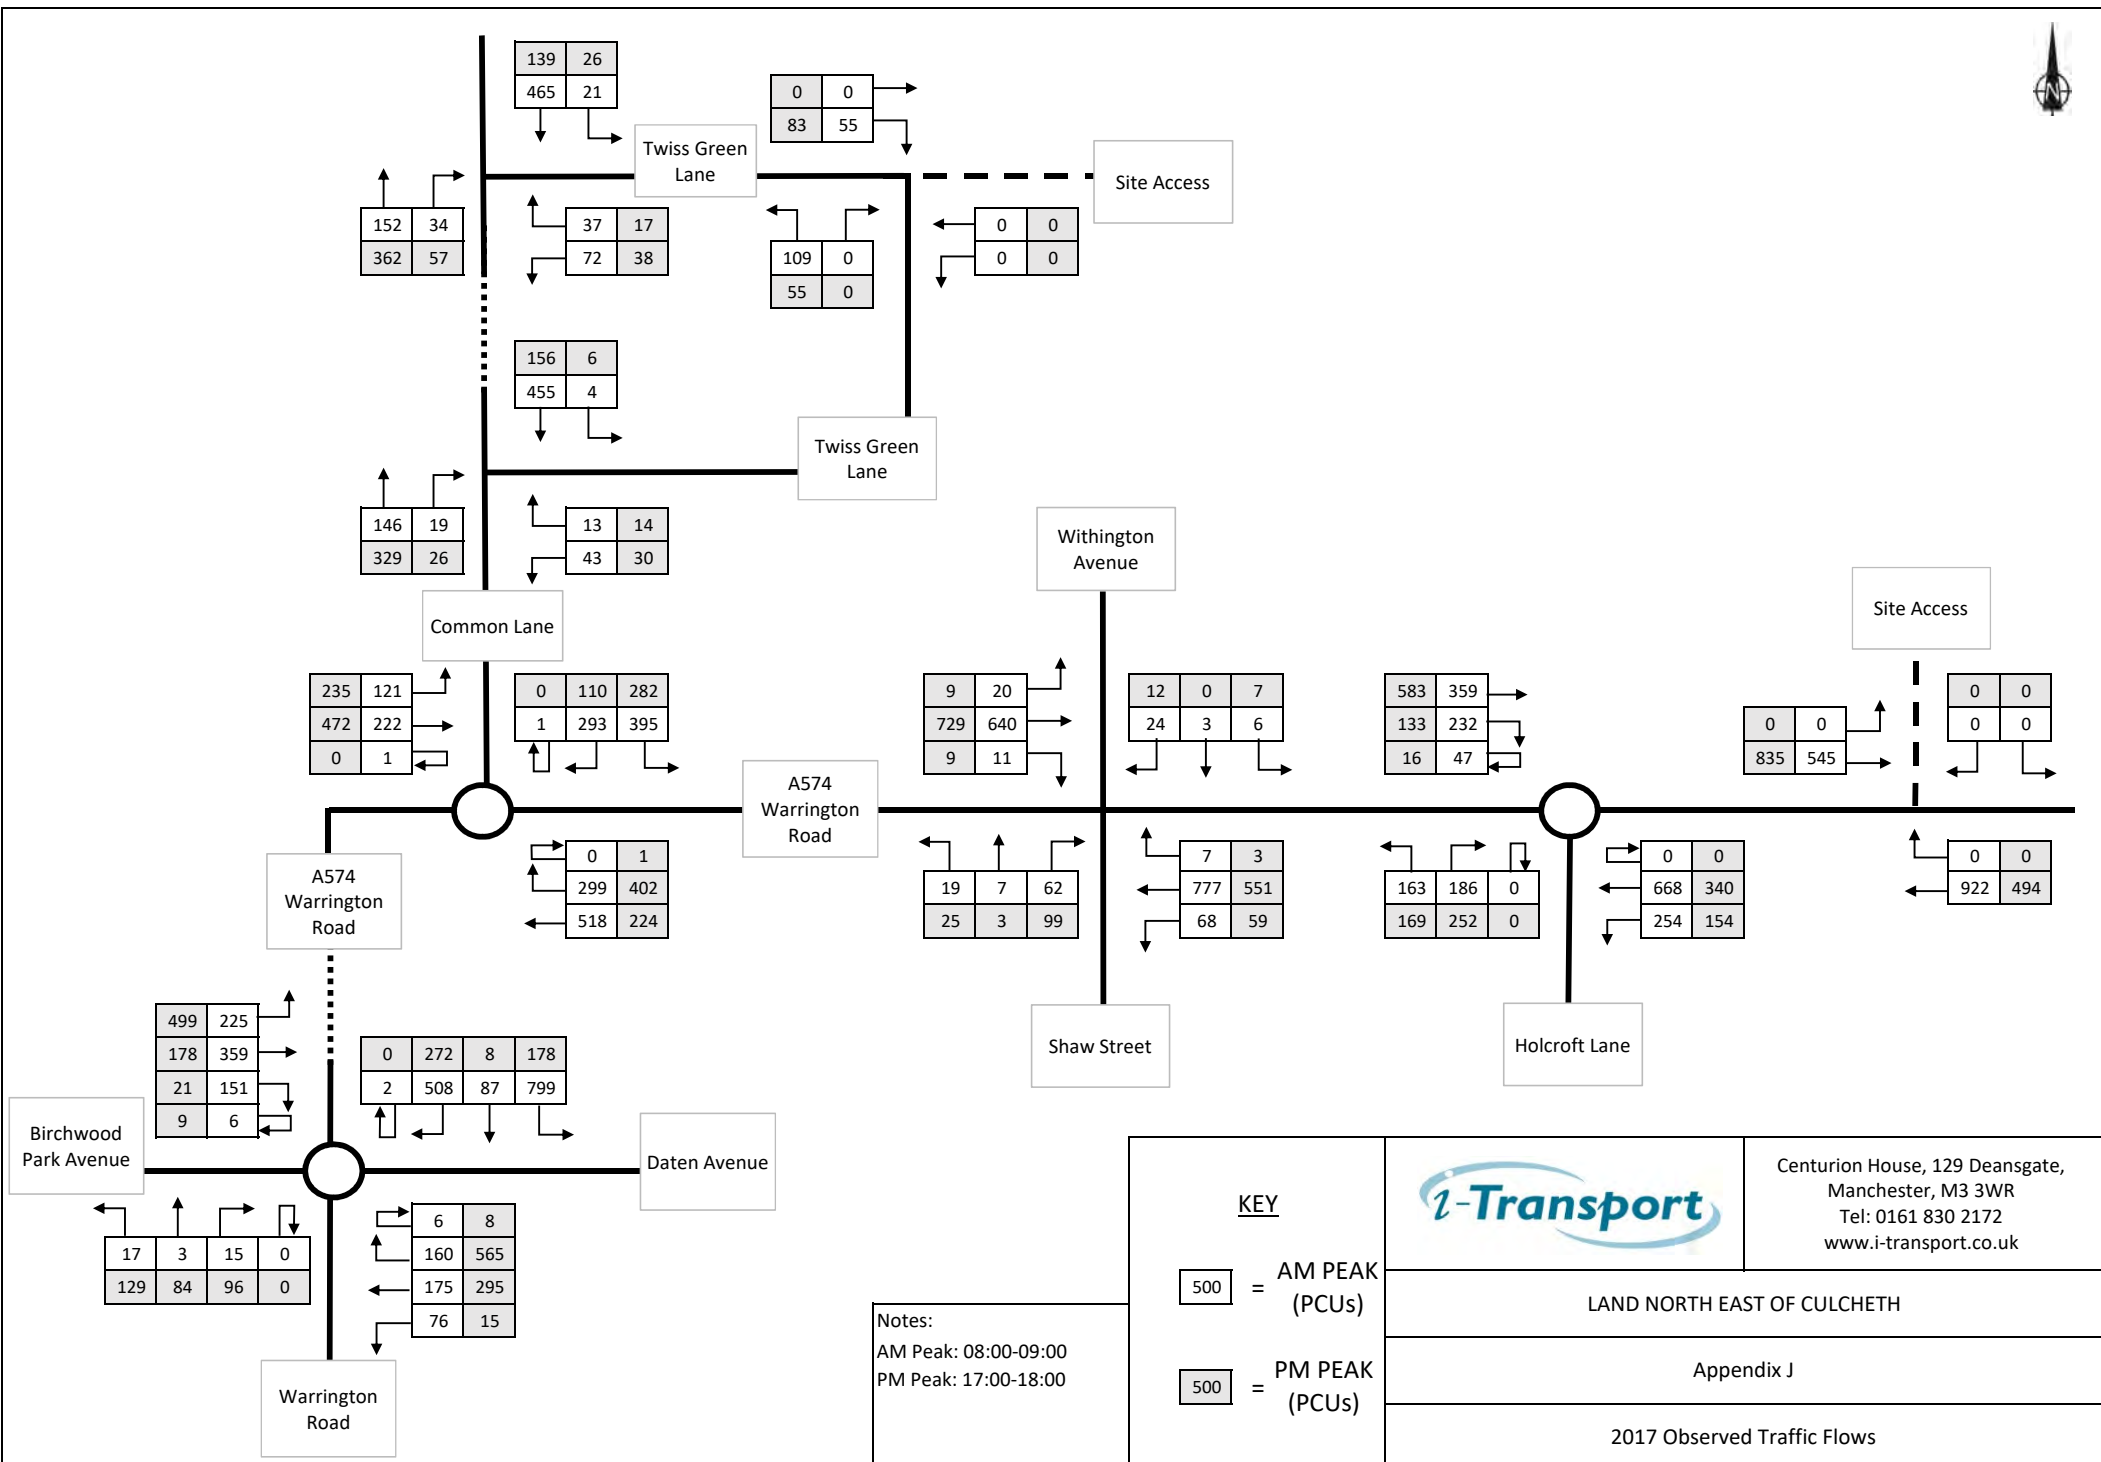 139 26
465 21
0 0
83 55
N
Twiss Green
Lane
Site Access
152 34
362 57
37 17
72 38
109 0
55 0
0 0
0 0
156 6
455 4
Twiss Green
Lane
146 19
329 26
13 14
43 30
Withington
Avenue
Site Access
Common Lane
235 121
472 222
0 1
0 110 282
1 293 395
9 20
729 640
9 11
12 0 7
24 3 6
583 359
133 232
16 47
0 0
835 545
0 0
0 0
A574
Warrington
Road
A574
Warrington
Road
0 1
299 402
518 224
19 7 62
25 3 99
7 3
777 551
68 59
163 186 0
169 252 0
0 0
668 340
254 154
0 0
922 494
Shaw Street
Holcroft Lane
499 225
178 359
21 151
9 6
0 272 8 178
2 508 87 799
Birchwood
Park Avenue
Daten Avenue
17 3 15 0
129 84 96 0
6 8
160 565
175 295
76 15
Warrington
Road
Notes:
AM Peak: 08:00-09:00
PM Peak: 17:00-18:00
KEY
500 = AM PEAK
(PCUs)
500 = PM PEAK
(PCUs)
i-Transport
Centurion House, 129 Deansgate,
Manchester, M3 3WR
Tel: 0161 830 2172
www.i-transport.co.uk
LAND NORTH EAST OF CULCHETH
Appendix J
2017 Observed Traffic Flows